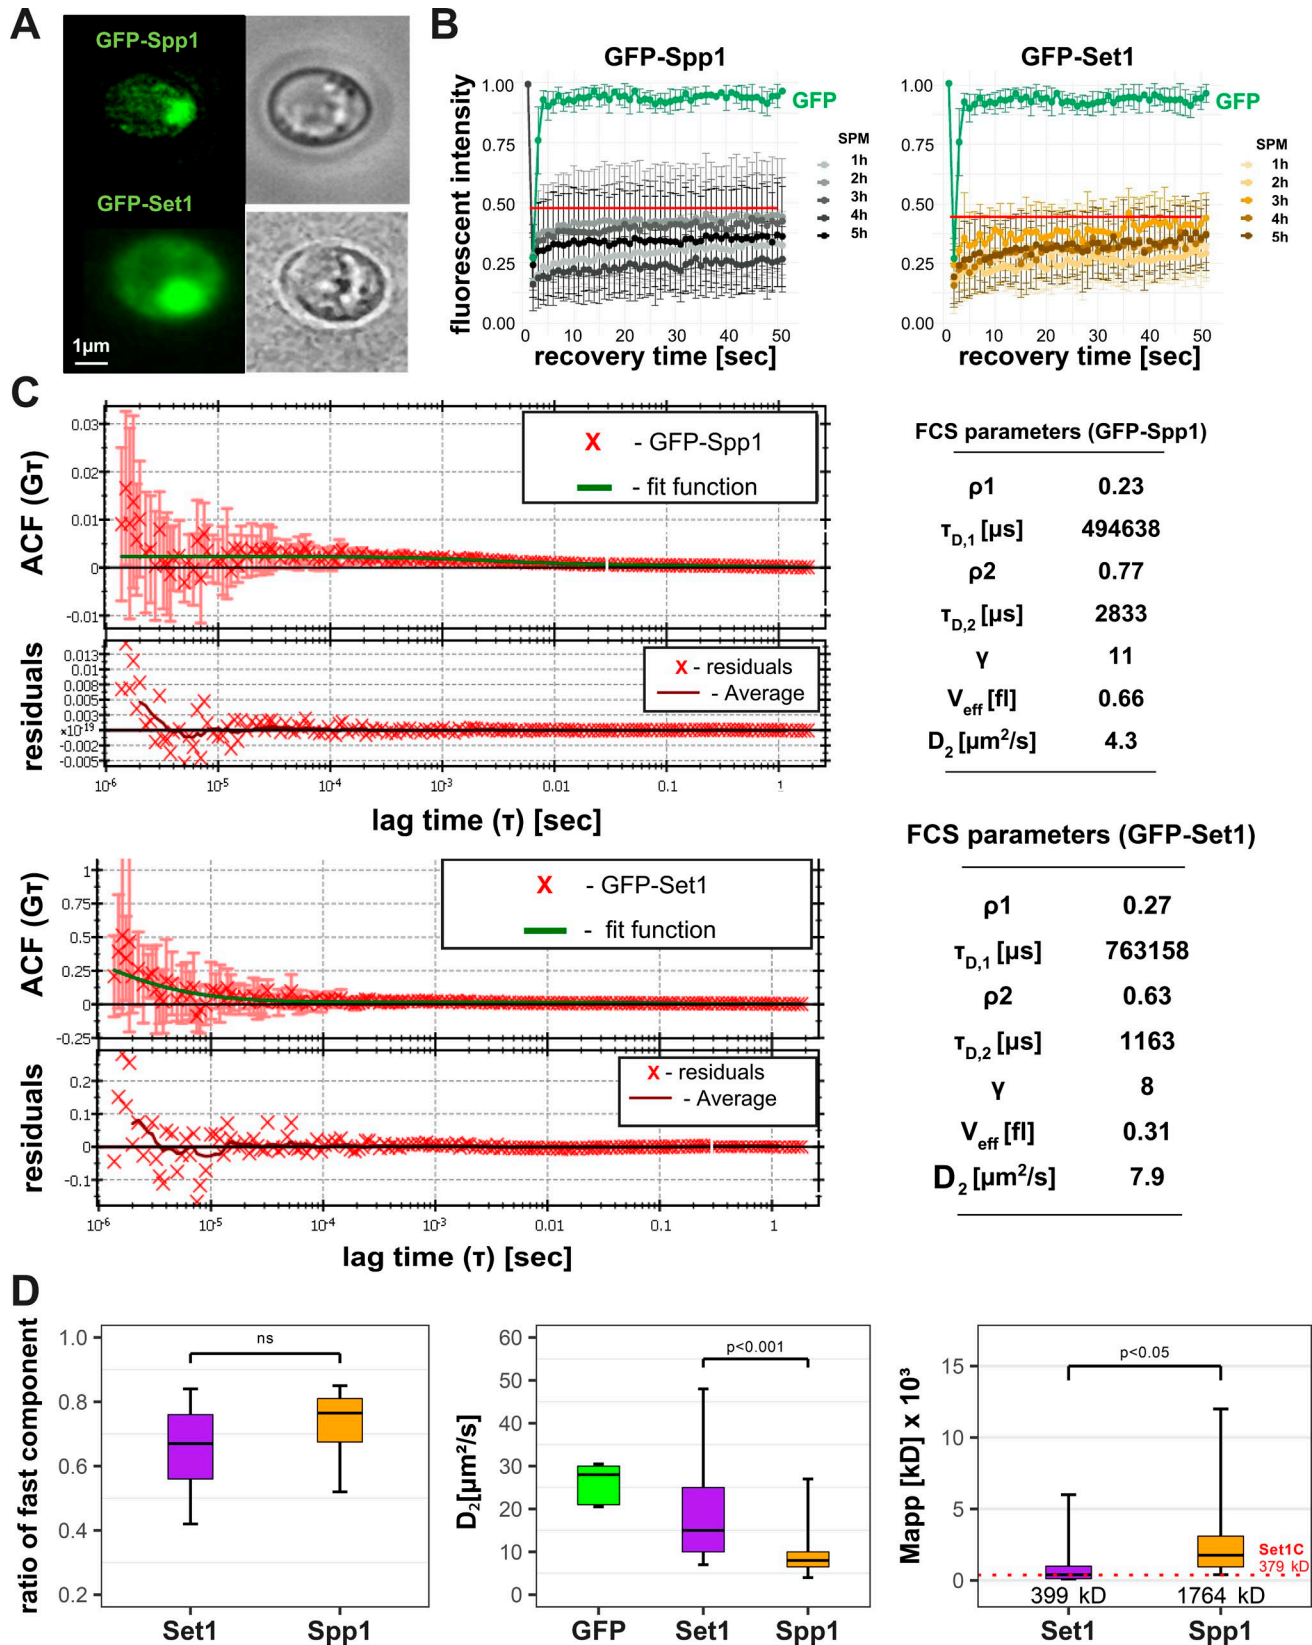 A
GFP-Spp1
GFP-Set1
1µm
B
GFP-Spp1
fluorescent intensity
1.00
0.75
0.50
0.25
0.00
GFP
SPM
1h
2h
3h
4h
5h
0 10 20 30 40 50
recovery time [sec]
GFP-Set1
1.00
0.75
0.50
0.25
0.00
GFP
SPM
1h
2h
3h
4h
5h
0 10 20 30 40 50
recovery time [sec]
C
ACF (Gτ)
0.03
0.02
0.01
0
-0.01
X - GFP-Spp1
- fit function
residuals
0.013
0.01
0.008
0.005
0.003
×10⁻¹⁹
-0.002
-0.005
X - residuals
- Average
10⁻⁶ 10⁻⁵ 10⁻⁴ 10⁻³ 0.01 0.1 1
lag time (τ) [sec]
FCS parameters (GFP-Spp1)
ρ1 0.23
τD,1 [µs] 494638
ρ2 0.77
τD,2 [µs] 2833
γ 11
Veff [fl] 0.66
D2 [µm²/s] 4.3
ACF (Gτ)
1
0.75
0.5
0.25
0
-0.25
X - GFP-Set1
- fit function
residuals
0.2
0.1
0
-0.1
X - residuals
- Average
10⁻⁶ 10⁻⁵ 10⁻⁴ 10⁻³ 0.01 0.1 1
lag time (τ) [sec]
FCS parameters (GFP-Set1)
ρ1 0.27
τD,1 [µs] 763158
ρ2 0.63
τD,2 [µs] 1163
γ 8
Veff [fl] 0.31
D2 [µm²/s] 7.9
D
ratio of fast component
1.0
0.8
0.6
0.4
0.2
ns
Set1 Spp1
D₂[µm²/s]
60
50
40
30
20
10
0
p<0.001
GFP Set1 Spp1
Mapp [kD] x 10³
15
10
5
0
p<0.05
Set1C
379 kD
399 kD 1764 kD
Set1 Spp1